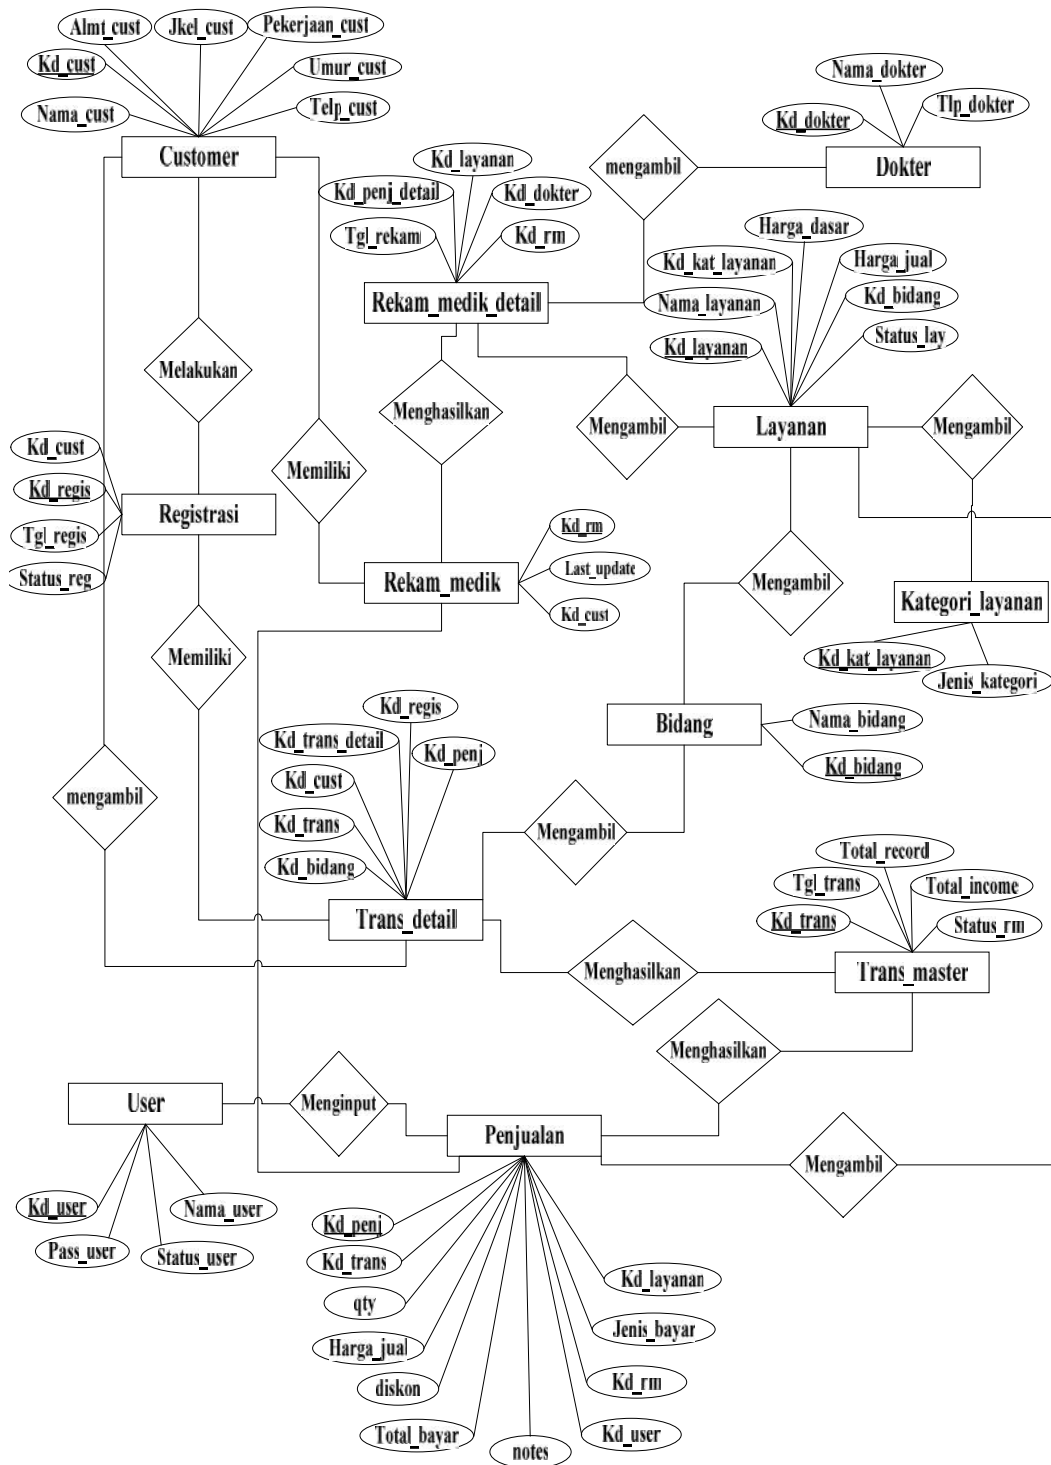 Almt_cust
Jkel_cust
Pekerjaan_cust
Kd_cust
Umur_cust
Nama_cust
Telp_cust
Customer
Nama_dokter
Kd_dokter
Tlp_dokter
Dokter
mengambil
Kd_layanan
Kd_penj_detail
Kd_dokter
Tgl_rekam
Kd_rm
Rekam_medik_detail
Harga_dasar
Kd_kat_layanan
Harga_jual
Nama_layanan
Kd_bidang
Kd_layanan
Status_lay
Layanan
Melakukan
Menghasilkan
Mengambil
Mengambil
Memiliki
Kd_cust
Kd_regis
Tgl_regis
Status_reg
Registrasi
Kd_rm
Last_update
Kd_cust
Rekam_medik
Mengambil
Kategori_layanan
Kd_kat_layanan
Jenis_kategori
Memiliki
Kd_regis
Kd_trans_detail
Kd_penj
Kd_cust
Kd_trans
Kd_bidang
Trans_detail
Bidang
Nama_bidang
Kd_bidang
mengambil
Mengambil
Total_record
Tgl_trans
Total_income
Kd_trans
Status_rm
Trans_master
Menghasilkan
Menghasilkan
User
Menginput
Penjualan
Mengambil
Kd_user
Nama_user
Pass_user
Status_user
Kd_penj
Kd_trans
qty
Harga_jual
diskon
Total_bayar
notes
Kd_user
Kd_rm
Jenis_bayar
Kd_layanan